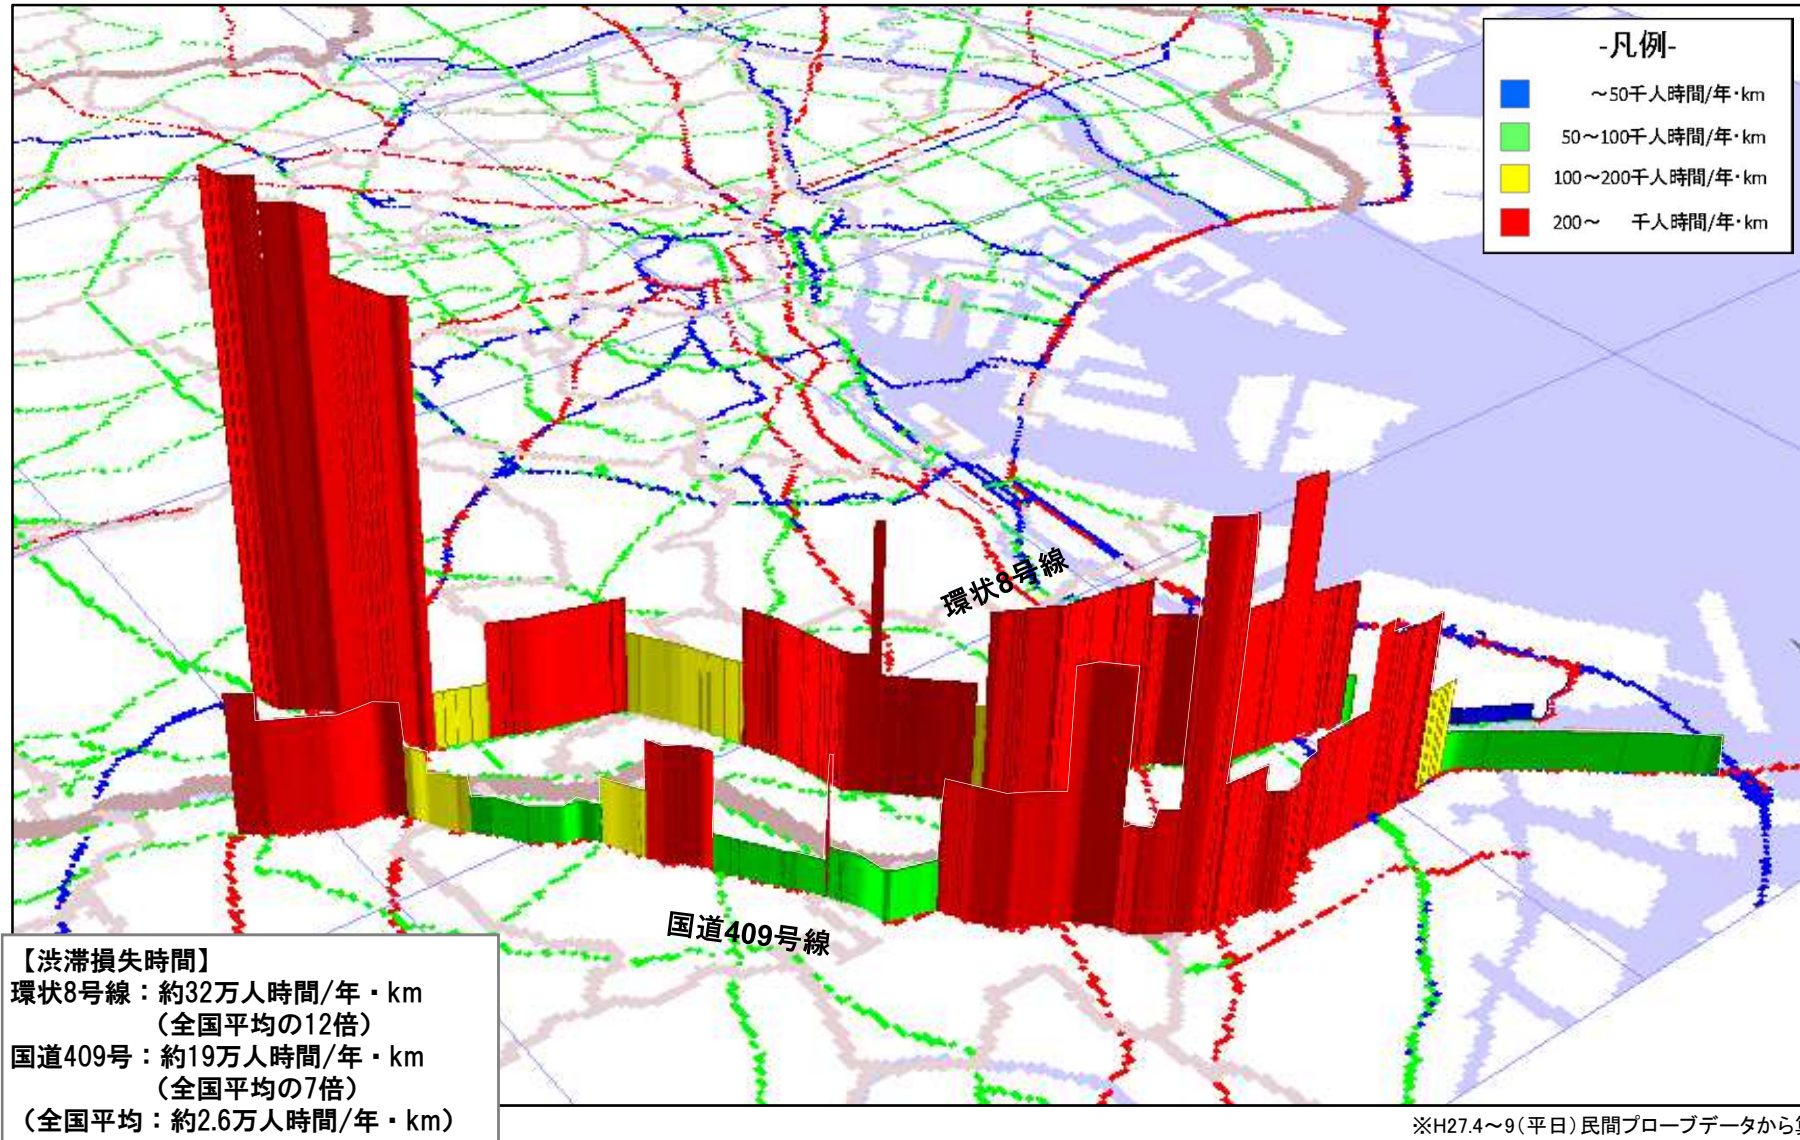 -凡例-
～50千人時間/年・km
50～100千人時間/年・km
100～200千人時間/年・km
200～　千人時間/年・km
環状8号線
国道409号線
【渋滞損失時間】
環状8号線：約32万人時間/年・km
（全国平均の12倍）
国道409号：約19万人時間/年・km
（全国平均の7倍）
（全国平均：約2.6万人時間/年・km）
※H27.4～9（平日）民間プローブデータから